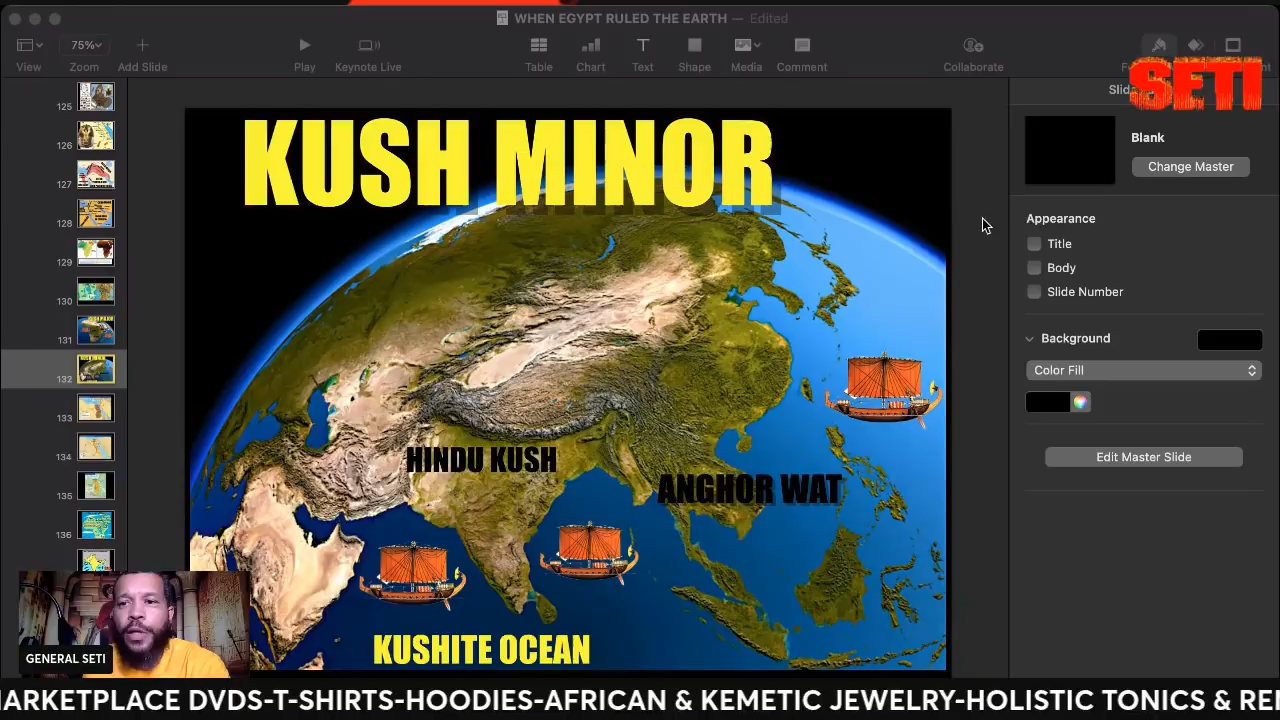 WHEN EGYPT RULED THE EARTH — Edited
75%
View
Zoom
Add Slide
Play
Keynote Live
Table
Chart
Text
Shape
Media
Comment
Collaborate
SETI
125
126
127
128
129
130
131
132
133
134
135
136
KUSH MINOR
HINDU KUSH
ANGHOR WAT
KUSHITE OCEAN
Blank
Change Master
Appearance
Title
Body
Slide Number
Background
Color Fill
Edit Master Slide
GENERAL SETI
MARKETPLACE DVDS-T-SHIRTS-HOODIES-AFRICAN & KEMETIC JEWELRY-HOLISTIC TONICS &